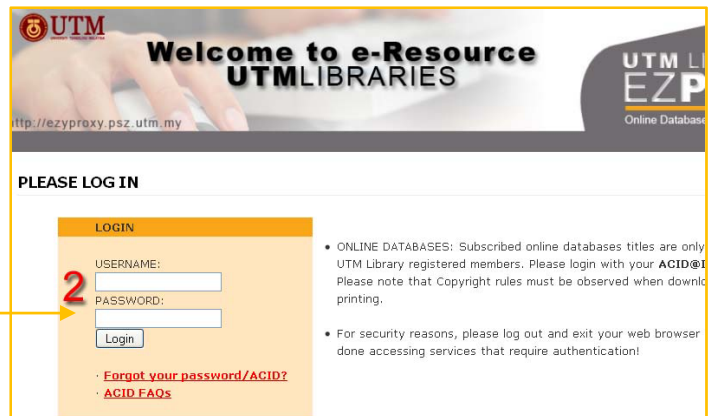 UTM
Welcome to e-Resource
UTMLIBRARIES
http://ezyproxy.psz.utm.my
UTM LI
EZP
Online Database
PLEASE LOG IN
LOGIN
USERNAME:
2
PASSWORD:
Login
· Forgot your password/ACID?
· ACID FAQs
• ONLINE DATABASES: Subscribed online databases titles are only
UTM Library registered members. Please login with your ACID@
Please note that Copyright rules must be observed when downlo
printing.
• For security reasons, please log out and exit your web browser
done accessing services that require authentication!